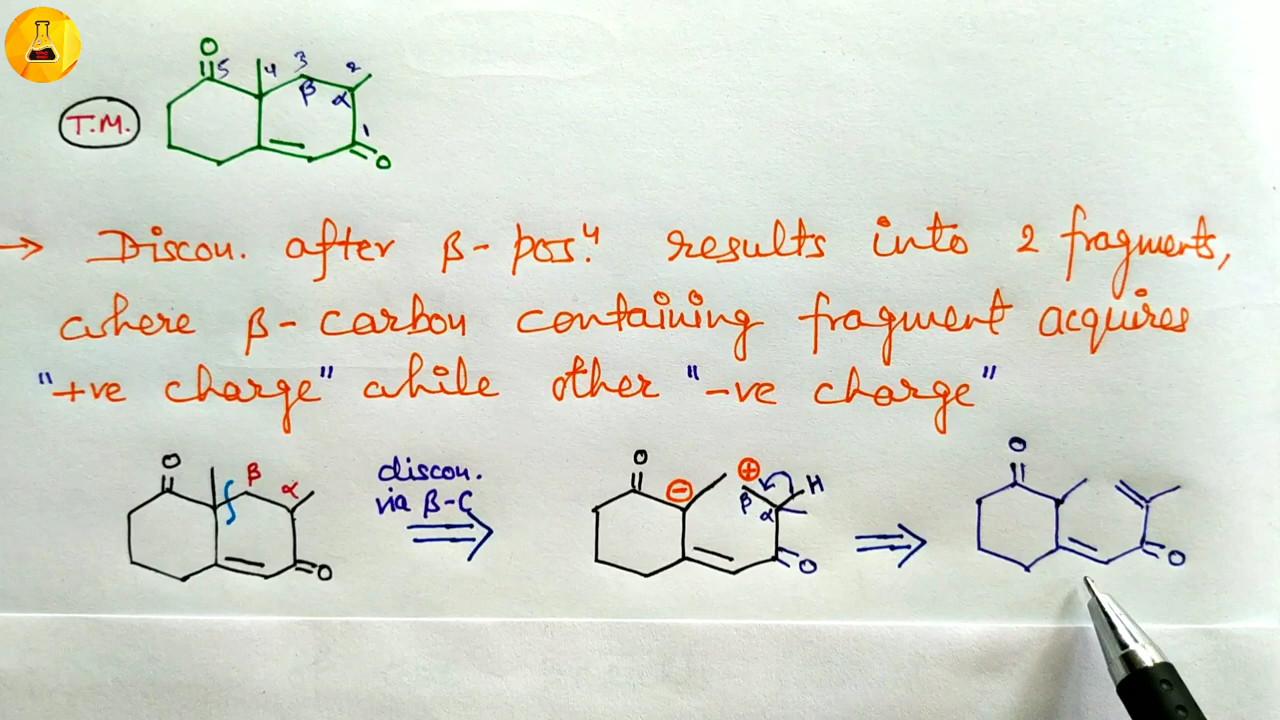 O
5 4 3 2
β α
T.M.
1
O
→ Discon. after β- posⁿ. results into 2 fragments,
where β- carbon containing fragment acquires
"+ve charge" while other "-ve charge"
O β α O
discon.
via β-C
O
O - + H
β α
O
O
O